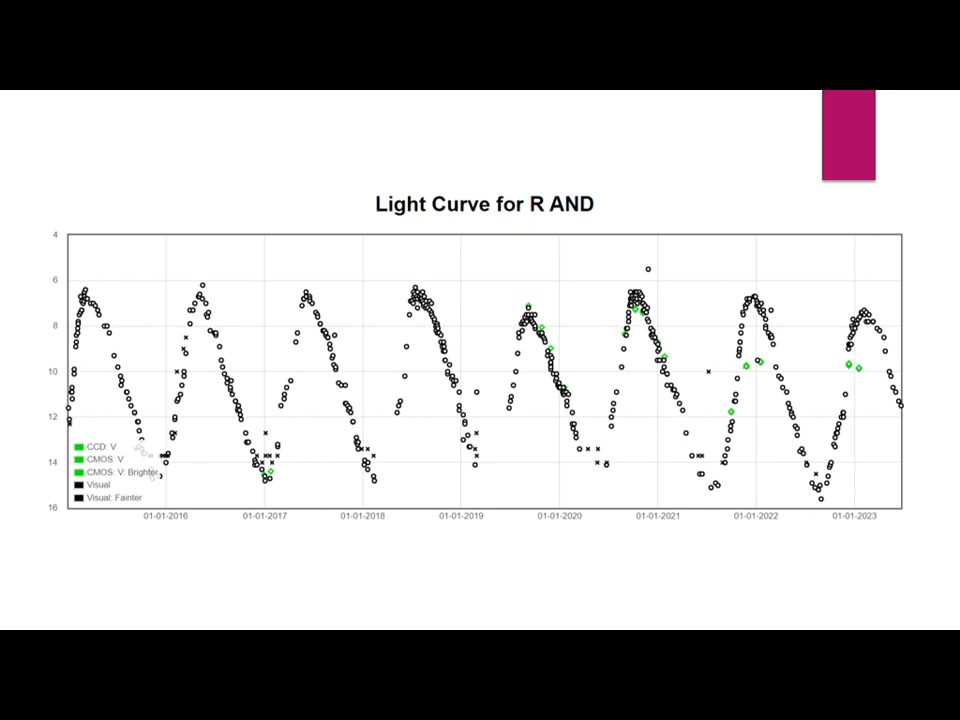 Light Curve for R AND
4
6
8
10
12
14
16
CCD: V
CMOS: V
CMOS: V: Brighter
Visual
Visual: Fainter
01-01-2016 01-01-2017 01-01-2018 01-01-2019 01-01-2020 01-01-2021 01-01-2022 01-01-2023